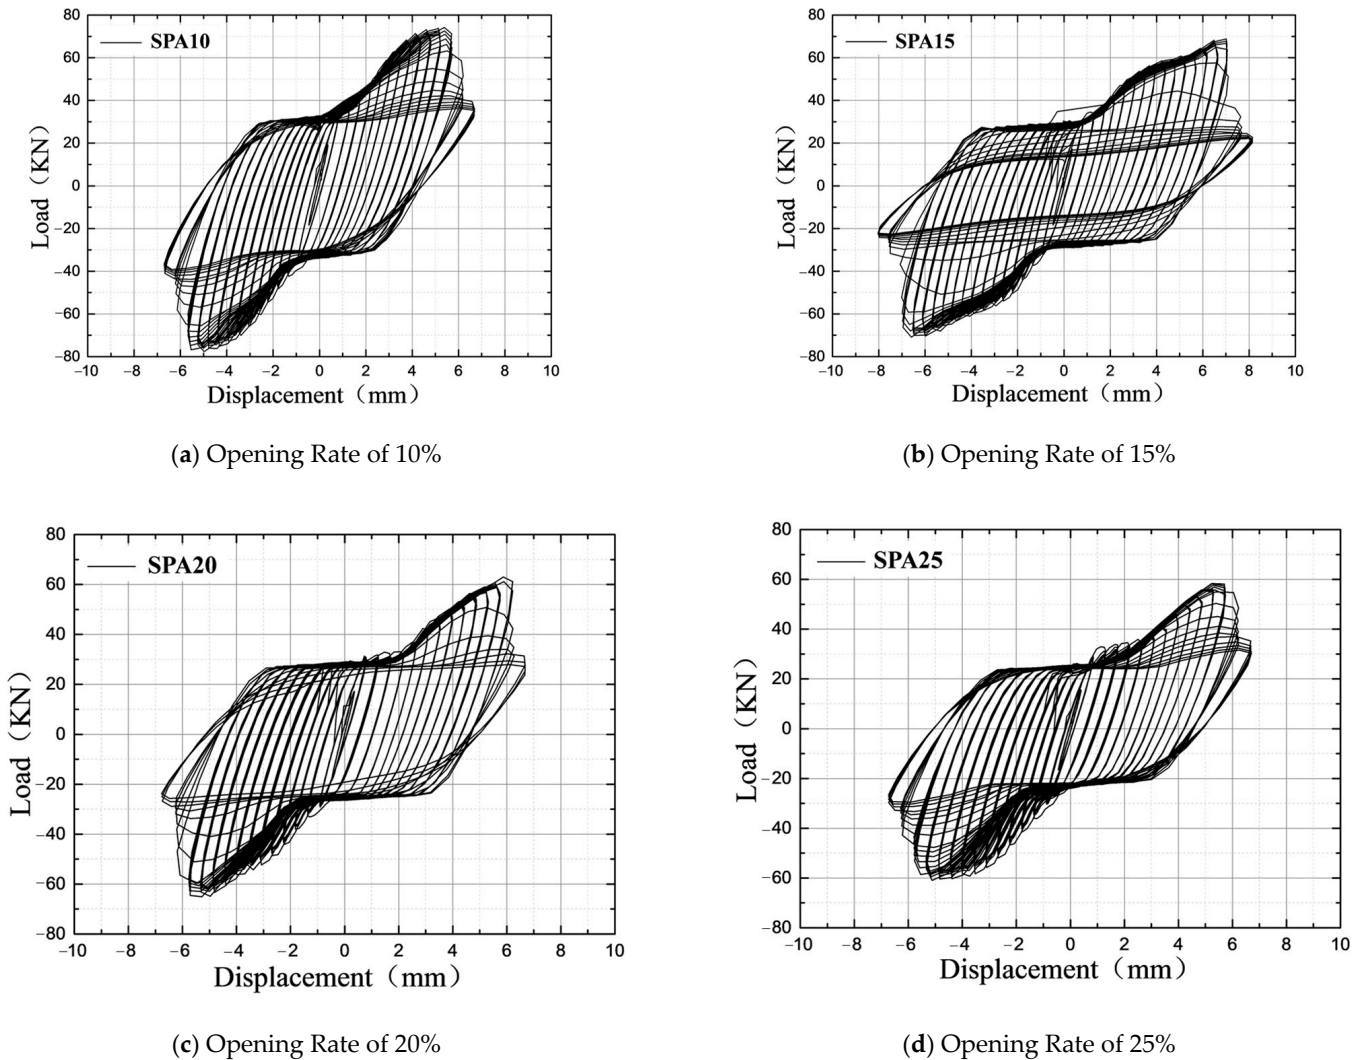 80
60
40
20
0
−20
−40
−60
−80
SPA10
Load (KN)
−10 −8 −6 −4 −2 0 2 4 6 8 10
Displacement (mm)
(a) Opening Rate of 10%
80
60
40
20
0
−20
−40
−60
−80
SPA15
Load (KN)
−10 −8 −6 −4 −2 0 2 4 6 8 10
Displacement (mm)
(b) Opening Rate of 15%
80
60
40
20
0
−20
−40
−60
−80
SPA20
Load (KN)
−10 −8 −6 −4 −2 0 2 4 6 8 10
Displacement (mm)
(c) Opening Rate of 20%
80
60
40
20
0
−20
−40
−60
−80
SPA25
Load (KN)
−10 −8 −6 −4 −2 0 2 4 6 8 10
Displacement (mm)
(d) Opening Rate of 25%